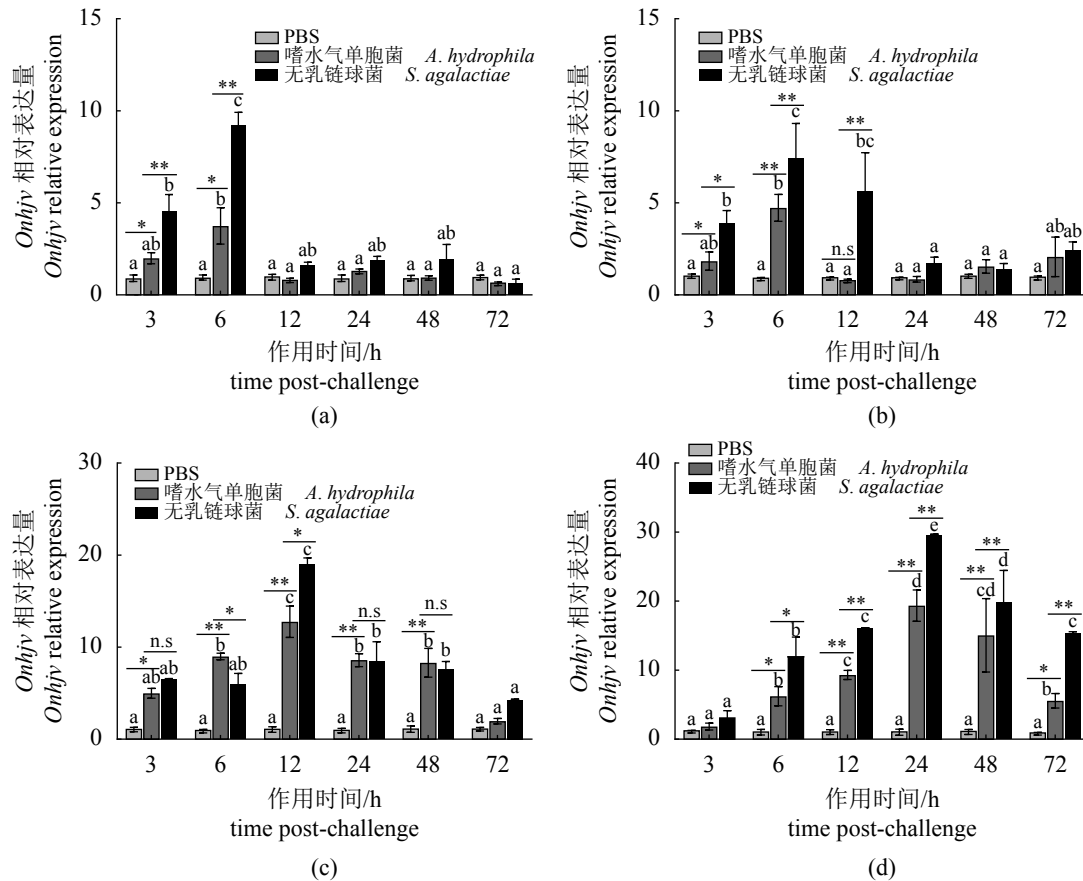 15
10
5
0
Onhjv 相对表达量
Onhjv relative expression
PBS
嗜水气单胞菌 A. hydrophila
无乳链球菌 S. agalactiae
* ** * **
a ab b a b c a a ab a a ab a a ab a a a
3 6 12 24 48 72
作用时间/h
time post-challenge
(a)
15
10
5
0
Onhjv 相对表达量
Onhjv relative expression
PBS
嗜水气单胞菌 A. hydrophila
无乳链球菌 S. agalactiae
* * ** ** n.s **
a ab b a b c a a bc a a a a a a a ab ab
3 6 12 24 48 72
作用时间/h
time post-challenge
(b)
30
20
10
0
Onhjv 相对表达量
Onhjv relative expression
PBS
嗜水气单胞菌 A. hydrophila
无乳链球菌 S. agalactiae
* n.s ** * ** * ** n.s ** n.s
a ab ab a b ab a c c a b b a b b a a a
3 6 12 24 48 72
作用时间/h
time post-challenge
(c)
40
30
20
10
0
Onhjv 相对表达量
Onhjv relative expression
PBS
嗜水气单胞菌 A. hydrophila
无乳链球菌 S. agalactiae
* * ** ** ** ** ** ** * **
a a a a b b a c c a d e a cd d a b c
3 6 12 24 48 72
作用时间/h
time post-challenge
(d)